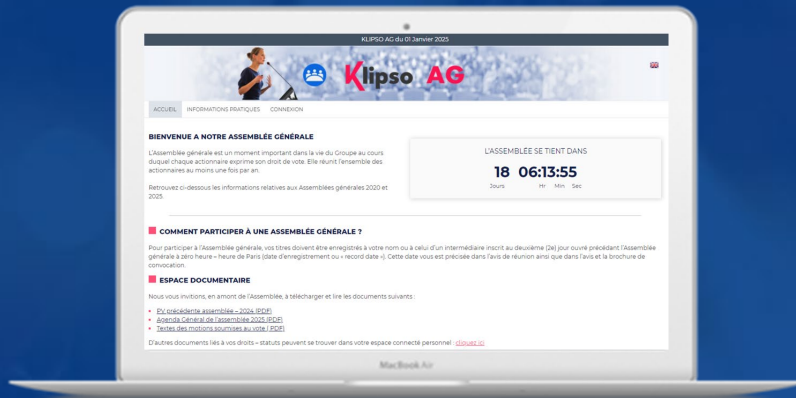 KLIPSO AG du 01 Janvier 2025
Klipso AG
ACCUEIL INFORMATIONS PRATIQUES CONNEXION
BIENVENUE A NOTRE ASSEMBLÉE GÉNÉRALE
L'Assemblée générale est un moment important dans la vie du Groupe au cours
duquel chaque actionnaire exprime son droit de vote. Elle réunit l'ensemble des
actionnaires au moins une fois par an.
Retrouvez ci-dessous les informations relatives aux Assemblées générales 2020 et
2025.
L'ASSEMBLÉE SE TIENT DANS
18 06:13:55
Jours Hr Min Sec
COMMENT PARTICIPER À UNE ASSEMBLÉE GÉNÉRALE ?
Pour participer à l'Assemblée générale, vos titres doivent être enregistrés à votre nom ou à celui d'un intermédiaire inscrit au deuxième (2e) jour ouvré précédant l'Assemblée
générale à zéro heure – heure de Paris (date d'enregistrement ou « record date »). Cette date vous est précisée dans l'avis de réunion ainsi que dans l'avis et la brochure de
convocation.
ESPACE DOCUMENTAIRE
Nous vous invitons, en amont de l'Assemblée, à télécharger et lire les documents suivants :
PV précédente assemblée – 2024 (PDF)
Agenda Général de l'assemblée 2025 (PDF)
Textes des motions soumises au vote ( PDF)
D'autres documents liés à vos droits – statuts peuvent se trouver dans votre espace connecté personnel : cliquez ici
MacBook Air